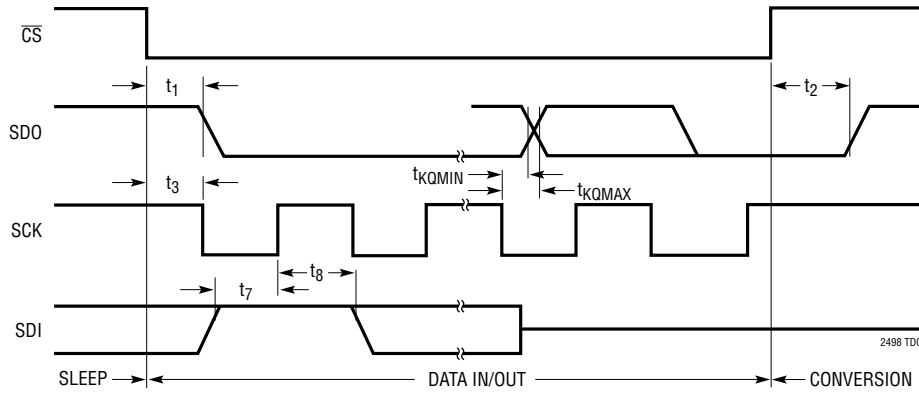 CS
t1
t2
SDO
tKQMIN
tKQMAX
t3
SCK
t8
t7
SDI
2498 TD0
SLEEP
DATA IN/OUT
CONVERSION